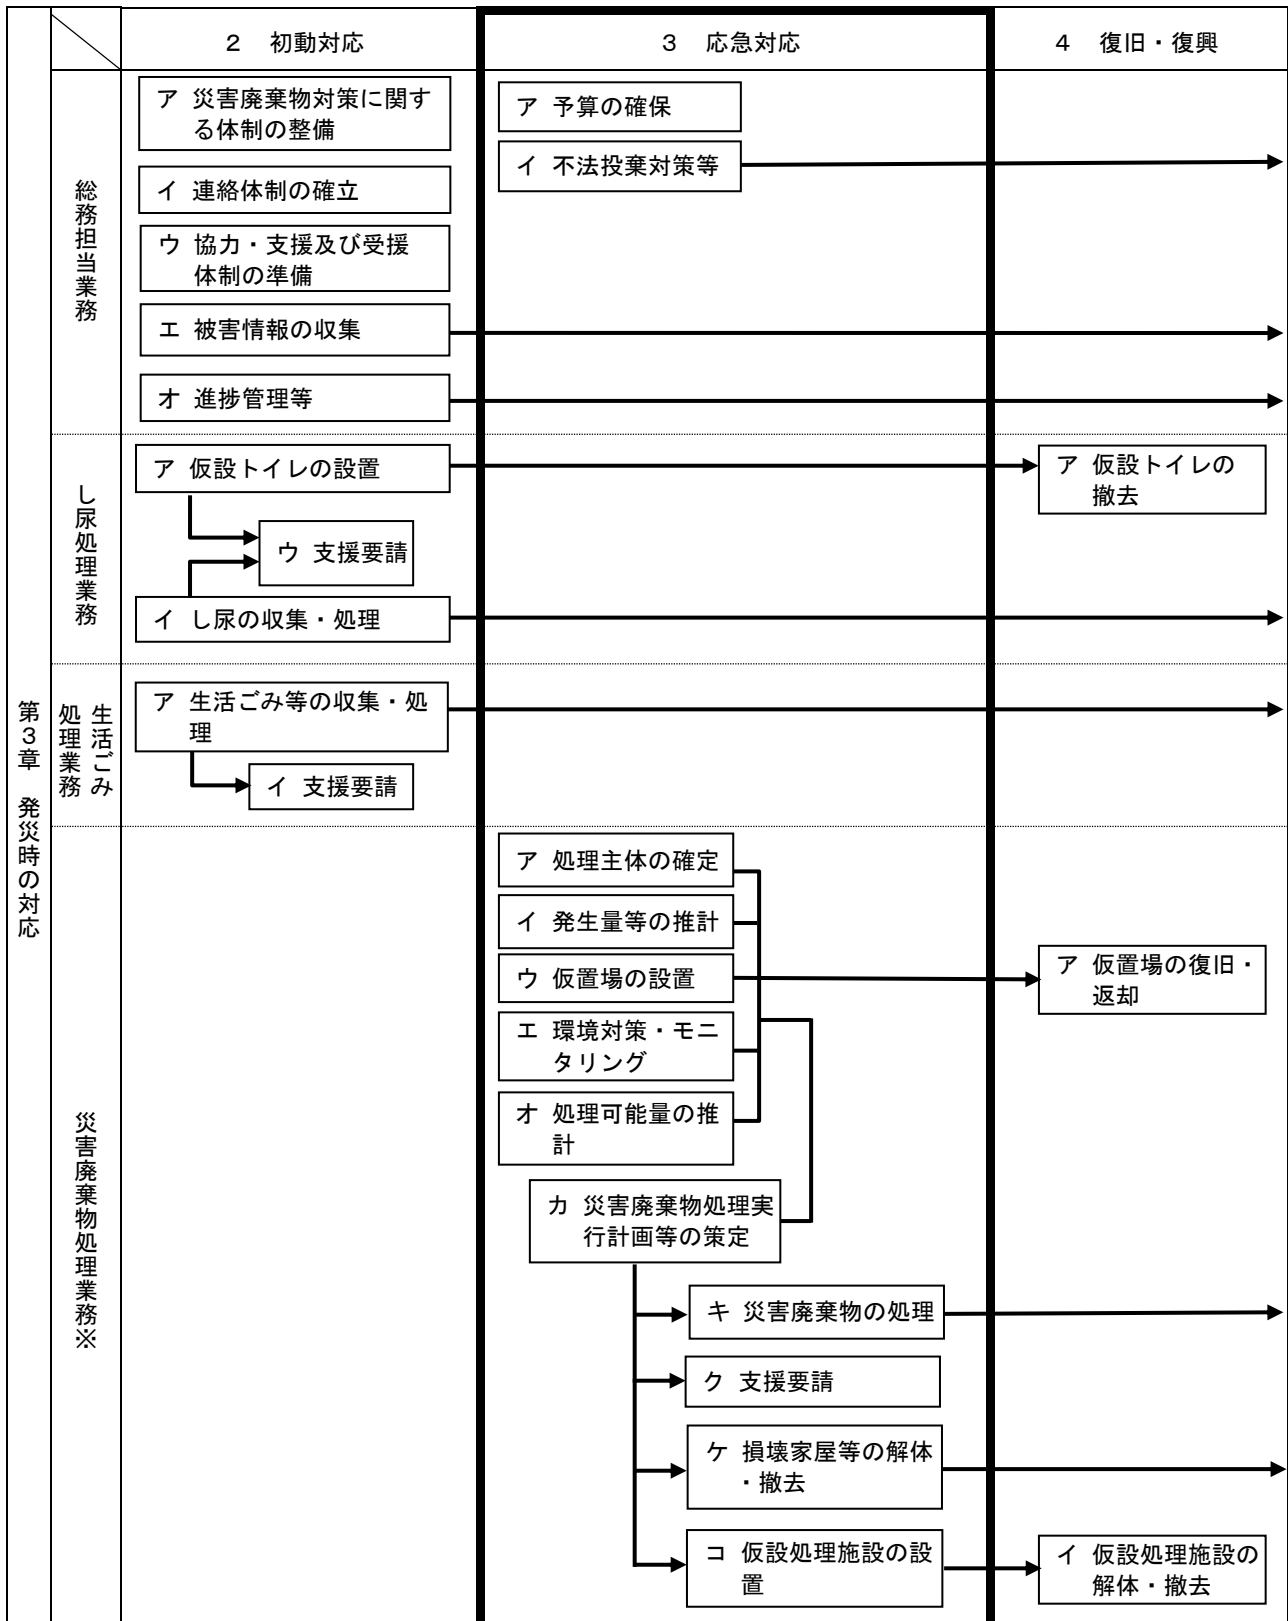 ２　初動対応
３　応急対応
４　復旧・復興
第３章　発災時の対応
総務担当業務
ア 災害廃棄物対策に関す
る体制の整備
イ 連絡体制の確立
ウ 協力・支援及び受援
体制の準備
エ 被害情報の収集
オ 進捗管理等
ア 予算の確保
イ 不法投棄対策等
し尿処理業務
ア 仮設トイレの設置
ウ 支援要請
イ し尿の収集・処理
ア 仮設トイレの
撤去
生活ごみ
処理業務
ア 生活ごみ等の収集・処
理
イ 支援要請
災害廃棄物処理業務※
ア 処理主体の確定
イ 発生量等の推計
ウ 仮置場の設置
エ 環境対策・モニ
タリング
オ 処理可能量の推
計
カ 災害廃棄物処理実
行計画等の策定
キ 災害廃棄物の処理
ク 支援要請
ケ 損壊家屋等の解体
・撤去
コ 仮設処理施設の設
置
ア 仮置場の復旧・
返却
イ 仮設処理施設の
解体・撤去